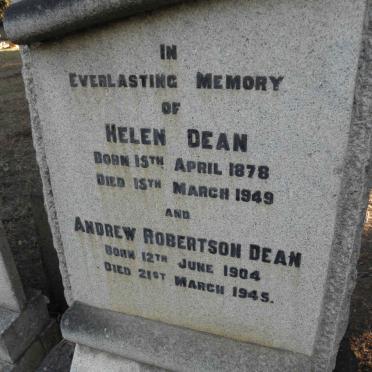 IN
EVERLASTING MEMORY
OF
HELEN DEAN
BORN 15TH APRIL 1878
DIED 15TH MARCH 1949
AND
ANDREW ROBERTSON DEAN
BORN 12TH JUNE 1904
DIED 21ST MARCH 1945.